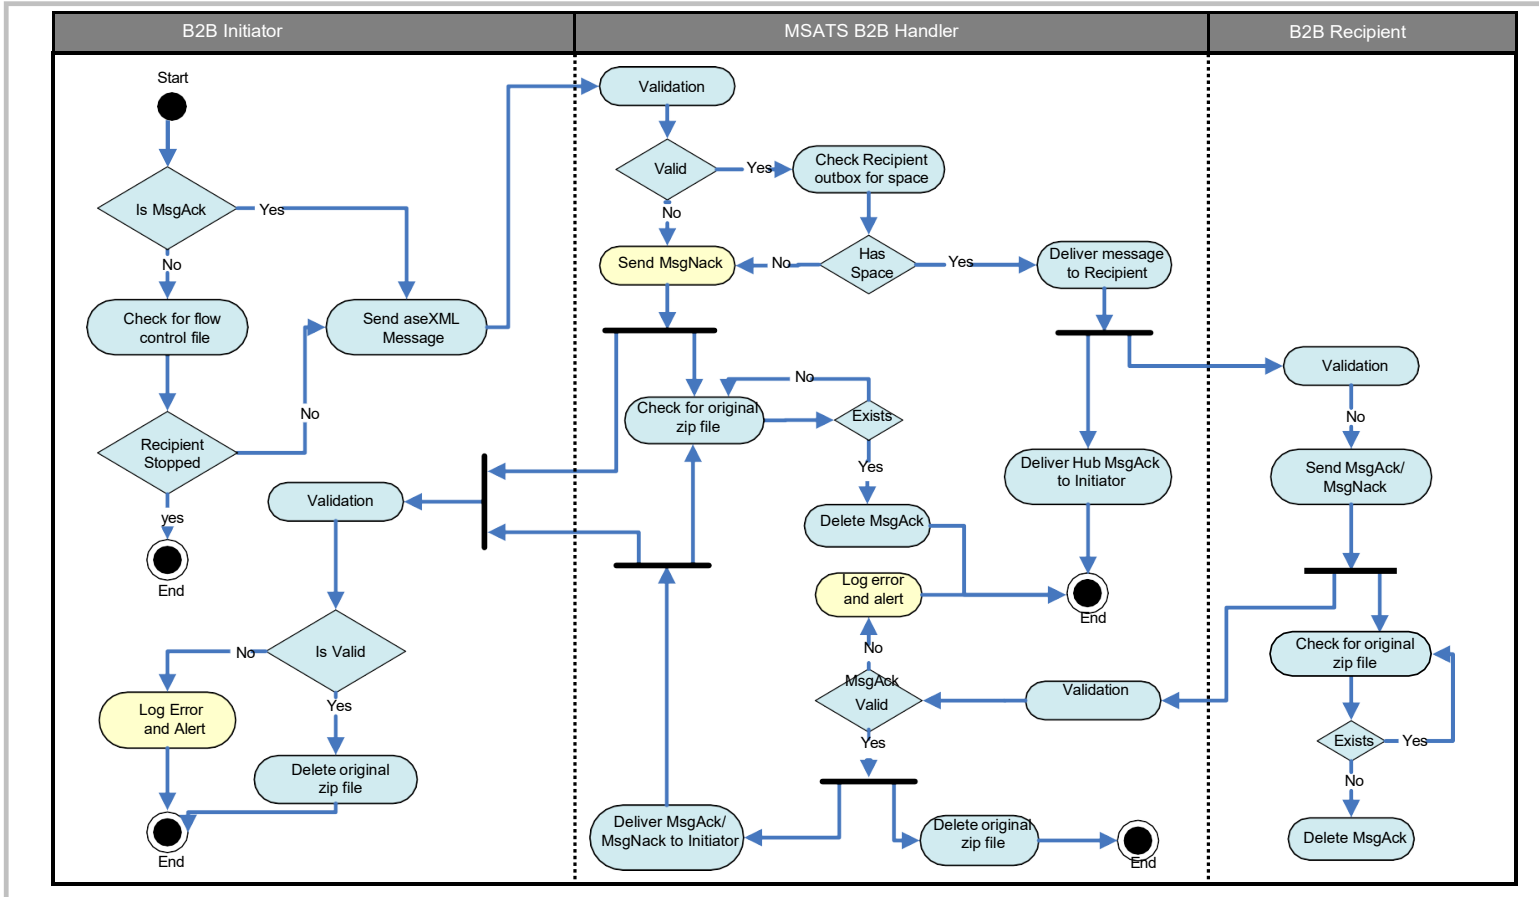 B2B Initiator
MSATS B2B Handler
B2B Recipient
Start
Is MsgAck
Yes
No
Check for flow
control file
Send aseXML
Message
No
Recipient
Stopped
yes
End
Validation
Is Valid
No
Yes
Log Error
and Alert
Delete original
zip file
End
Validation
Valid
Yes
No
Check Recipient
outbox for space
Send MsgNack
No
Has
Space
Yes
Deliver message
to Recipient
No
Check for original
zip file
Exists
Yes
Delete MsgAck
Deliver Hub MsgAck
to Initiator
Log error
and alert
End
No
MsgAck
Valid
Validation
Yes
Deliver MsgAck/
MsgNack to Initiator
Delete original
zip file
End
Validation
No
Send MsgAck/
MsgNack
Check for original
zip file
Exists
Yes
No
Delete MsgAck